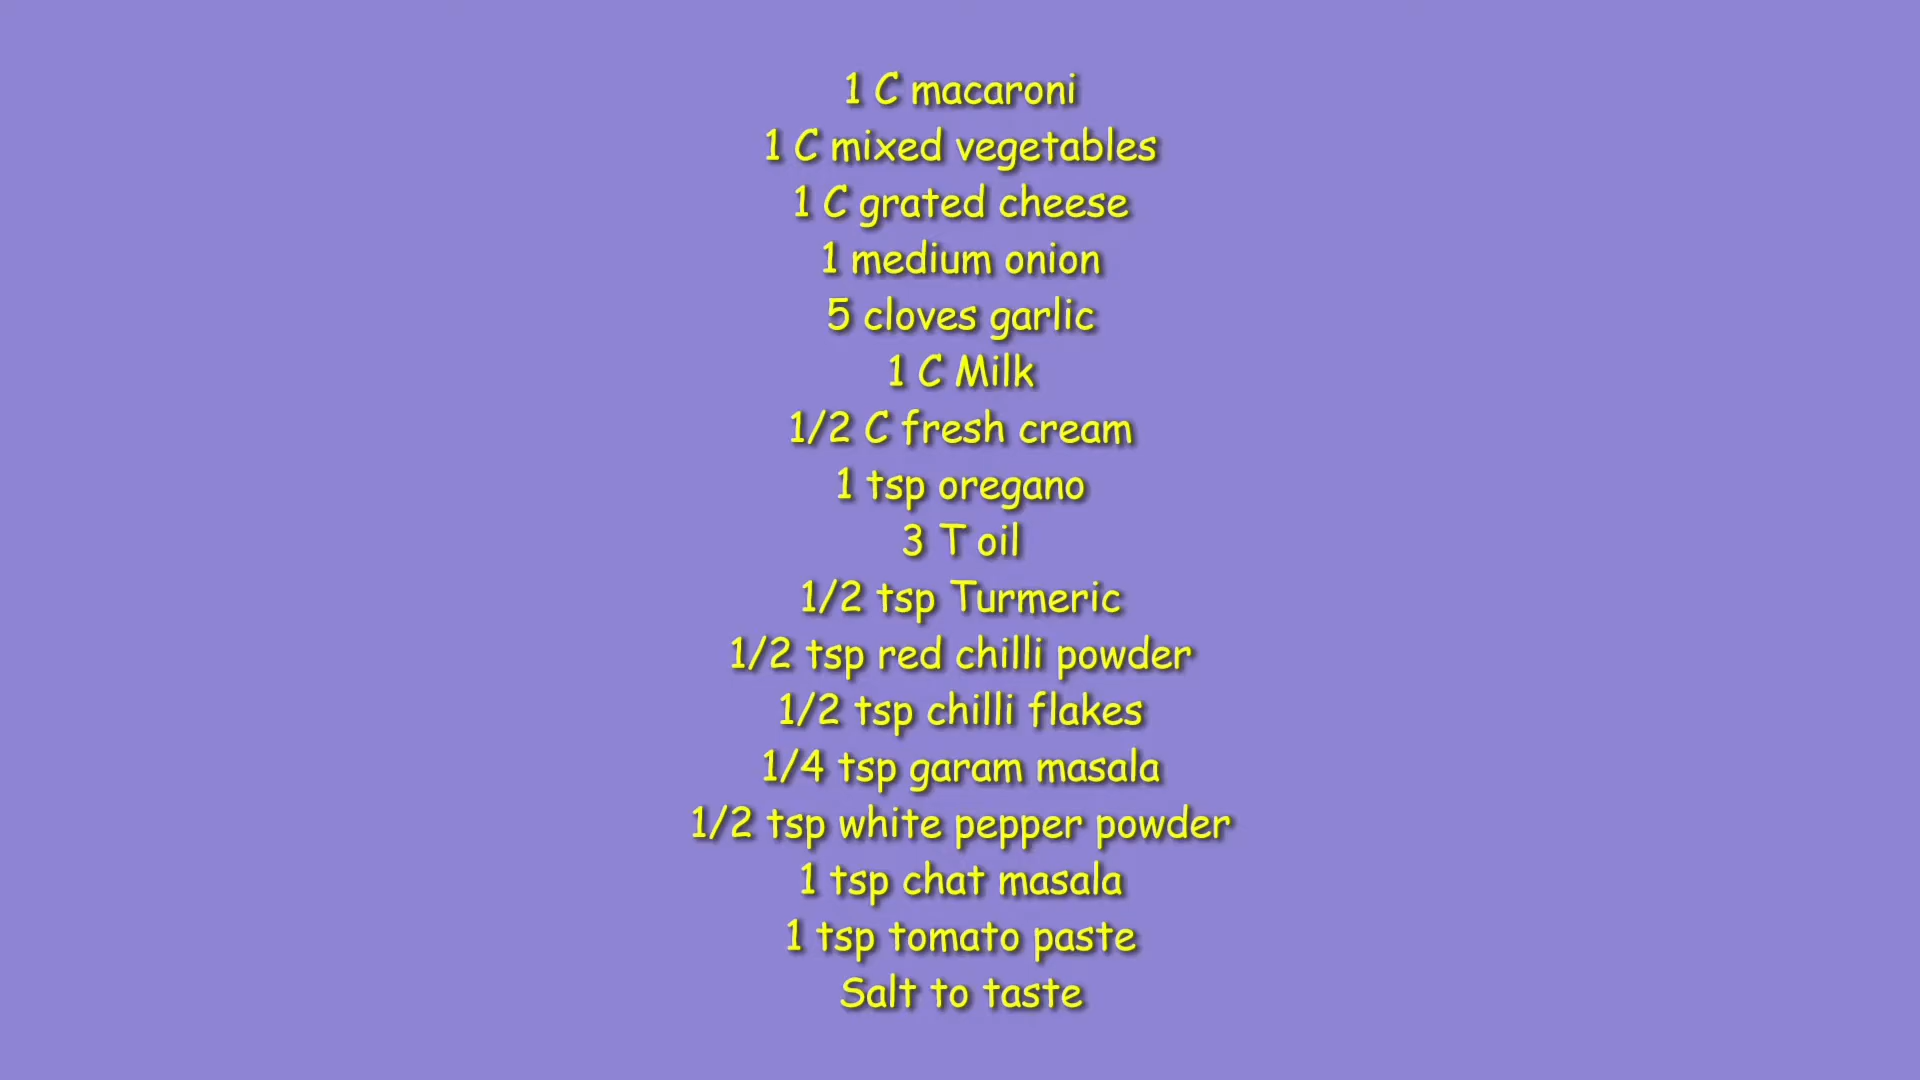 1 C macaroni
1 C mixed vegetables
1 C grated cheese
1 medium onion
5 cloves garlic
1 C Milk
1/2 C fresh cream
1 tsp oregano
3 T oil
1/2 tsp Turmeric
1/2 tsp red chilli powder
1/2 tsp chilli flakes
1/4 tsp garam masala
1/2 tsp white pepper powder
1 tsp chat masala
1 tsp tomato paste
Salt to taste